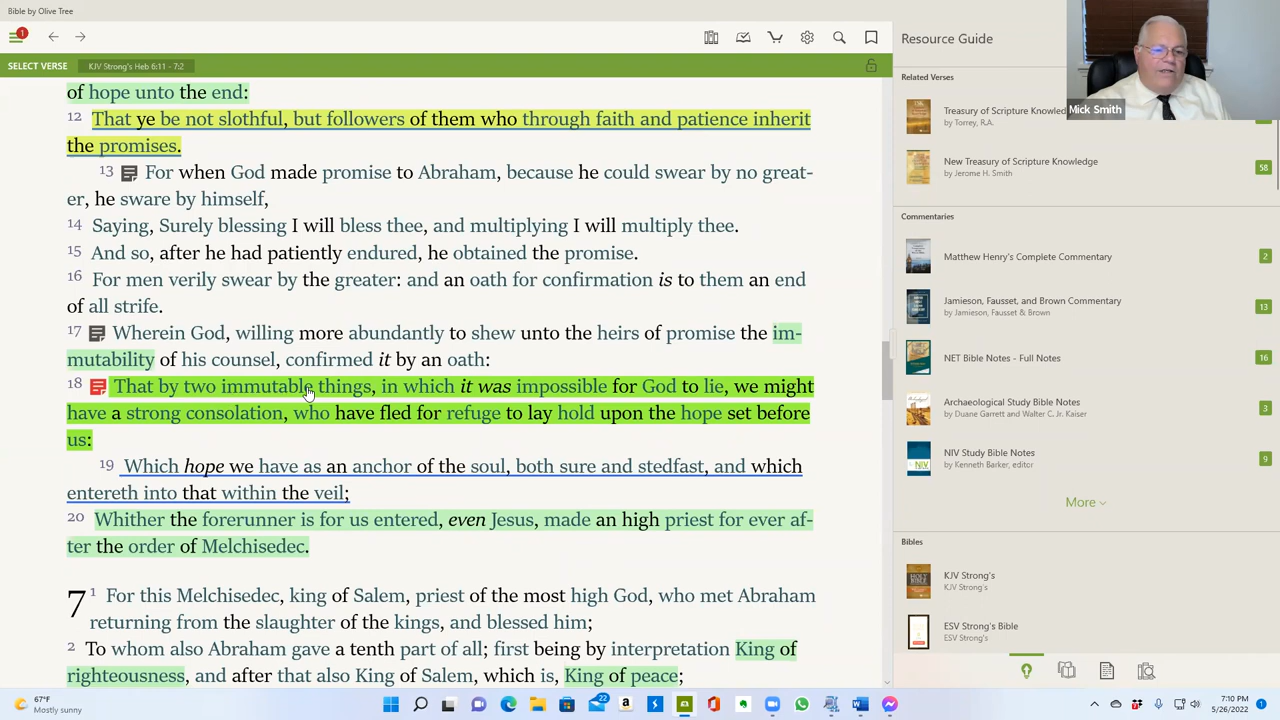 Bible by Olive Tree
1
SELECT VERSE
KJV Strong's Heb 6:11 - 7:2
of hope unto the end:
12 That ye be not slothful, but followers of them who through faith and patience inherit
the promises.
13 For when God made promise to Abraham, because he could swear by no great-
er, he sware by himself,
14 Saying, Surely blessing I will bless thee, and multiplying I will multiply thee.
15 And so, after he had patiently endured, he obtained the promise.
16 For men verily swear by the greater: and an oath for confirmation is to them an end
of all strife.
17 Wherein God, willing more abundantly to shew unto the heirs of promise the im-
mutability of his counsel, confirmed it by an oath:
18 That by two immutable things, in which it was impossible for God to lie, we might
have a strong consolation, who have fled for refuge to lay hold upon the hope set before
us:
19 Which hope we have as an anchor of the soul, both sure and stedfast, and which
entereth into that within the veil;
20 Whither the forerunner is for us entered, even Jesus, made an high priest for ever af-
ter the order of Melchisedec.
7 1 For this Melchisedec, king of Salem, priest of the most high God, who met Abraham
returning from the slaughter of the kings, and blessed him;
2 To whom also Abraham gave a tenth part of all; first being by interpretation King of
righteousness, and after that also King of Salem, which is, King of peace;
Resource Guide
Mick Smith
Related Verses
Treasury of Scripture Knowled
by Torrey, R.A.
New Treasury of Scripture Knowledge
by Jerome H. Smith
58
Commentaries
Matthew Henry's Complete Commentary
2
Jamieson, Fausset, and Brown Commentary
by Jamieson, Fausset & Brown
13
NET Bible Notes - Full Notes
16
Archaeological Study Bible Notes
by Duane Garrett and Walter C. Jr. Kaiser
3
NIV Study Bible Notes
by Kenneth Barker, editor
9
More
Bibles
KJV Strong's
KJV Strong's
ESV Strong's Bible
ESV Strong's
67°F
Mostly sunny
22
7:10 PM
5/26/2022
1